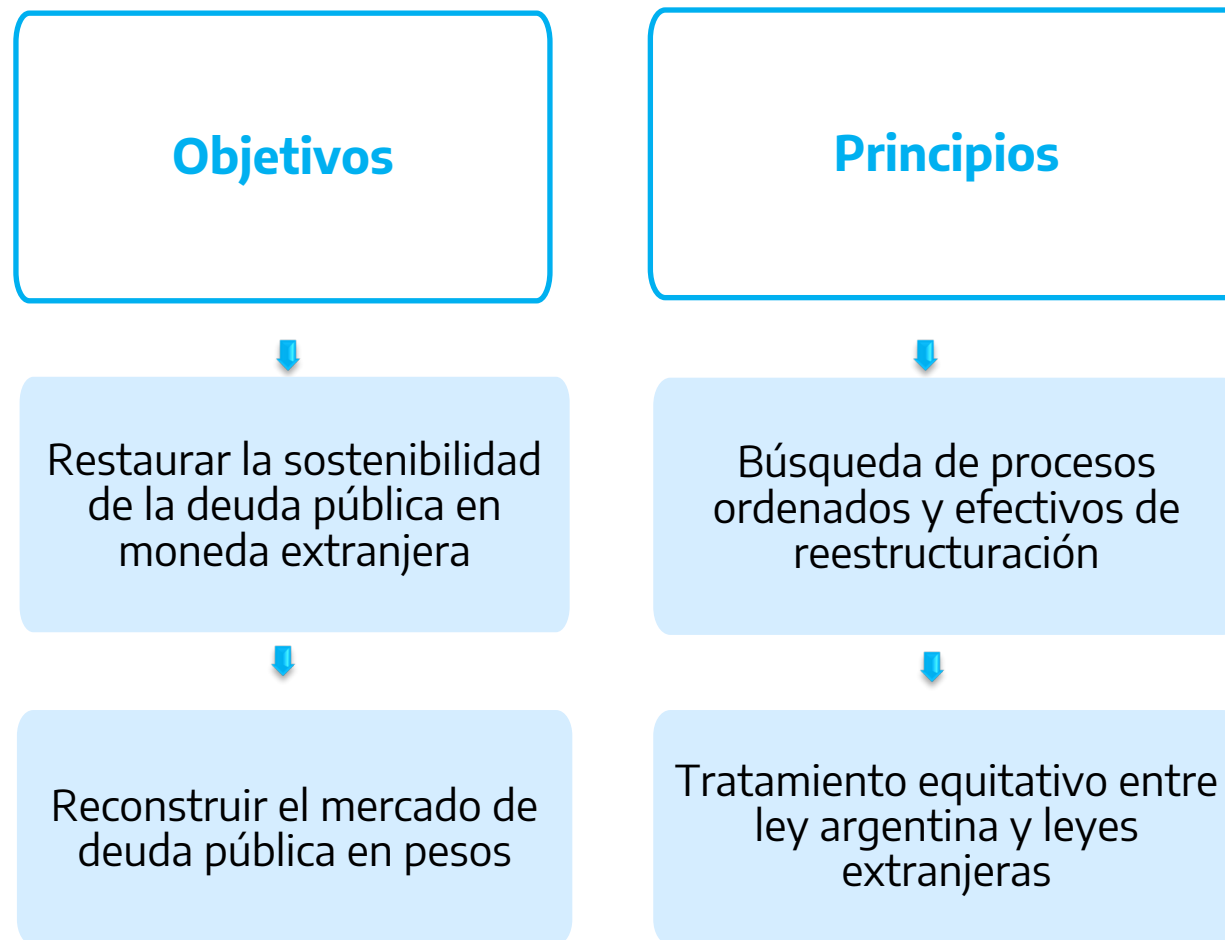 Objetivos
Restaurar la sostenibilidad
de la deuda pública en
moneda extranjera
Reconstruir el mercado de
deuda pública en pesos
Principios
Búsqueda de procesos
ordenados y efectivos de
reestructuración
Tratamiento equitativo entre
ley argentina y leyes
extranjeras